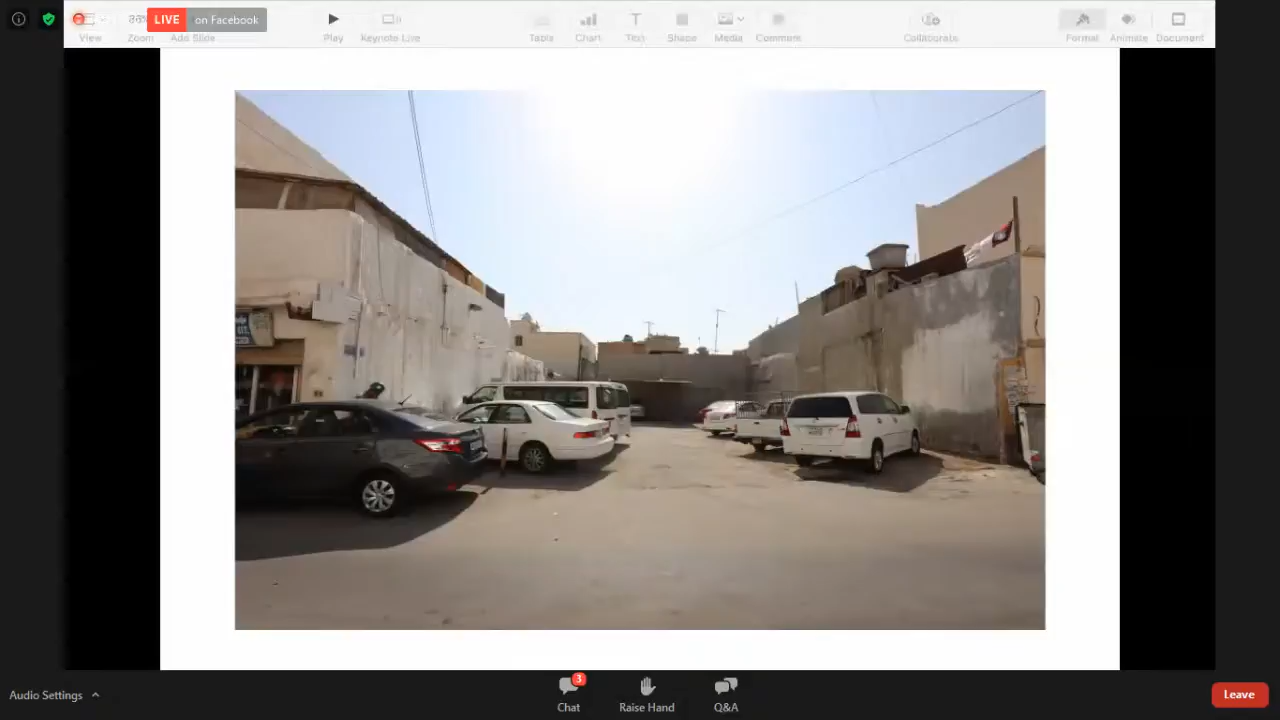 LIVE on Facebook
View Zoom Add Slide Play Keynote Live Table Chart Text Shape Media Comment Collaborate Format Animate Document
Audio Settings
3
Chat Raise Hand Q&A
Leave